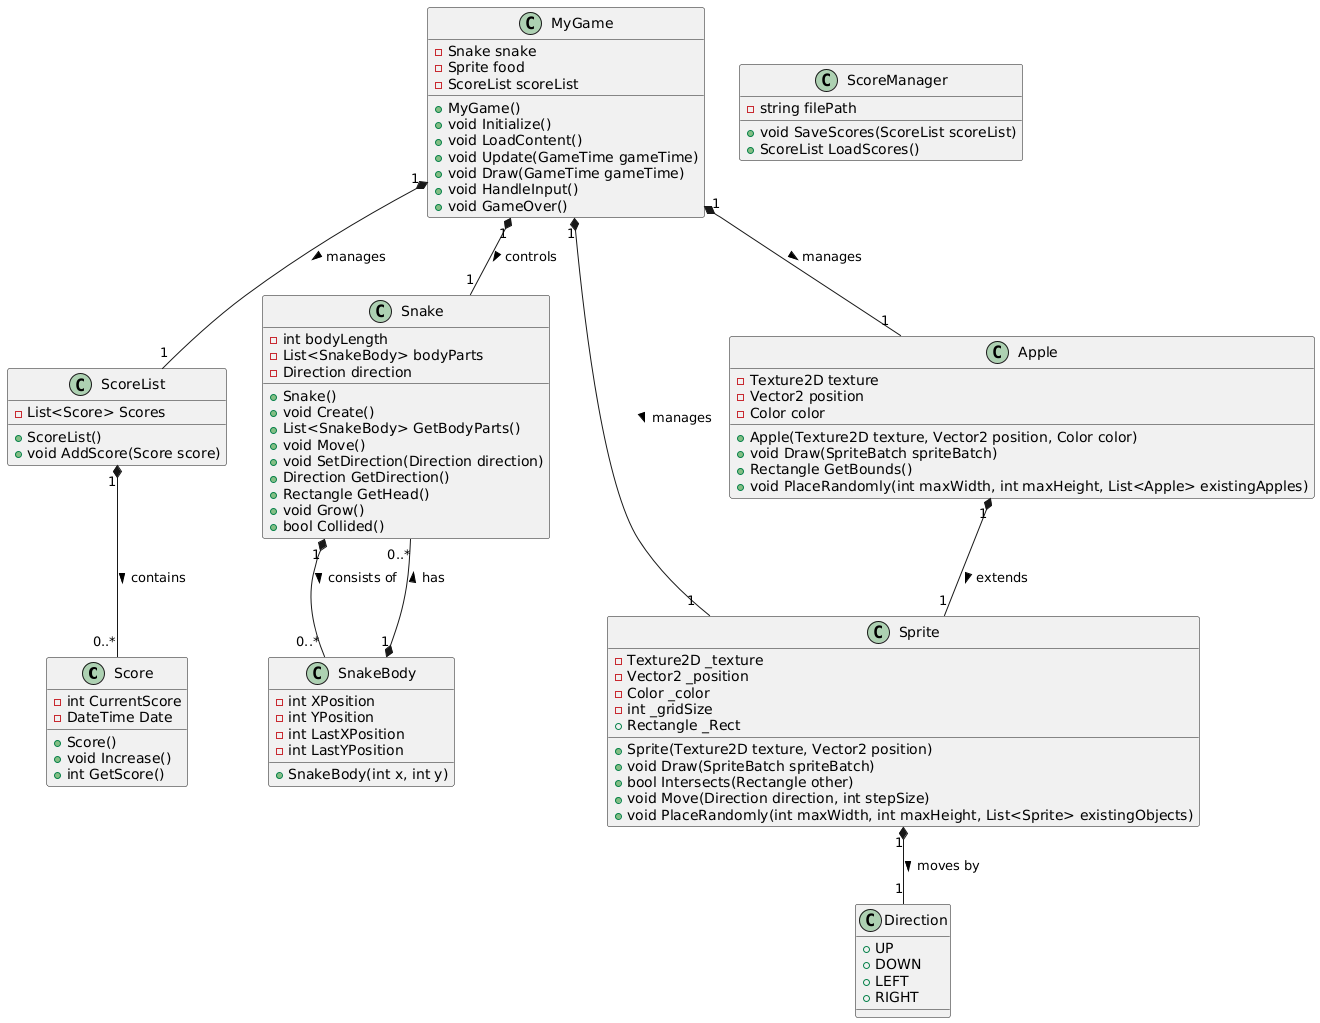 C MyGame
Snake snake
Sprite food
ScoreList scoreList
MyGame()
void Initialize()
void LoadContent()
void Update(GameTime gameTime)
void Draw(GameTime gameTime)
void HandleInput()
void GameOver()
C ScoreManager
string filePath
void SaveScores(ScoreList scoreList)
ScoreList LoadScores()
1
1
1
1
manages
controls
manages
manages
1
1
1
1
C ScoreList
List<Score> Scores
ScoreList()
void AddScore(Score score)
C Snake
int bodyLength
List<SnakeBody> bodyParts
Direction direction
Snake()
void Create()
List<SnakeBody> GetBodyParts()
void Move()
void SetDirection(Direction direction)
Direction GetDirection()
Rectangle GetHead()
void Grow()
bool Collided()
C Apple
Texture2D texture
Vector2 position
Color color
Apple(Texture2D texture, Vector2 position, Color color)
void Draw(SpriteBatch spriteBatch)
Rectangle GetBounds()
void PlaceRandomly(int maxWidth, int maxHeight, List<Apple> existingApples)
1
contains
0..*
1
consists of
0..*
0..*
has
1
1
extends
1
C Score
int CurrentScore
DateTime Date
Score()
void Increase()
int GetScore()
C SnakeBody
int XPosition
int YPosition
int LastXPosition
int LastYPosition
SnakeBody(int x, int y)
C Sprite
Texture2D _texture
Vector2 _position
Color _color
int _gridSize
Rectangle _Rect
Sprite(Texture2D texture, Vector2 position)
void Draw(SpriteBatch spriteBatch)
bool Intersects(Rectangle other)
void Move(Direction direction, int stepSize)
void PlaceRandomly(int maxWidth, int maxHeight, List<Sprite> existingObjects)
1
moves by
1
C Direction
UP
DOWN
LEFT
RIGHT